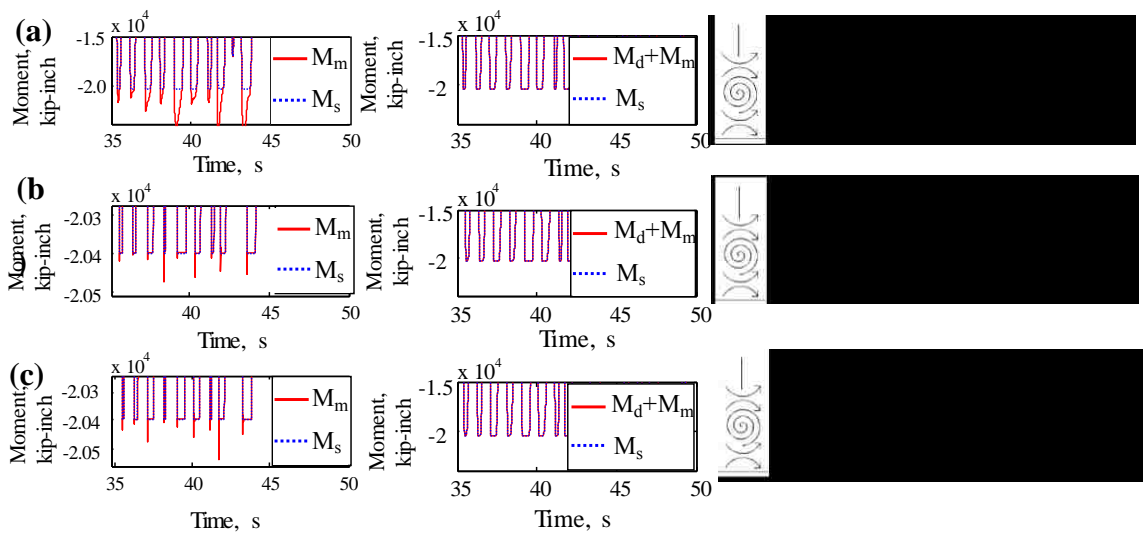 (a)
x 10^4
Moment, kip-inch
-1.5
-2.0
M_m
M_s
35 40 45 50
Time, s
x 10^4
Moment, kip-inch
-1.5
-2
M_d+M_m
M_s
35 40 45 50
Time, s
(b
)
x 10^4
Moment, kip-inch
-2.03
-2.04
-2.05
M_m
M_s
35 40 45 50
Time, s
x 10^4
Moment, kip-inch
-1.5
-2
M_d+M_m
M_s
35 40 45 50
Time, s
(c)
x 10^4
Moment, kip-inch
-2.03
-2.04
-2.05
M_m
M_s
35 40 45 50
Time, s
x 10^4
Moment, kip-inch
-1.5
-2
M_d+M_m
M_s
35 40 45 50
Time, s